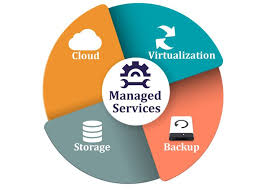 Cloud
Virtualization
Managed
Services
Storage
Backup